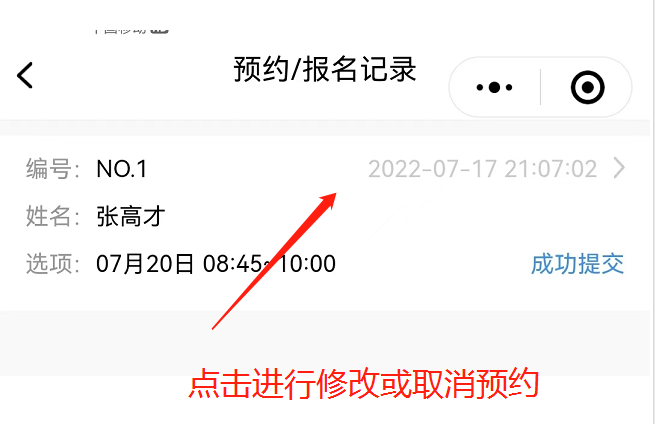 预约/报名记录
编号：NO.1 2022-07-17 21:07:02
姓名：张高才
选项：07月20日 08:45~10:00 成功提交
点击进行修改或取消预约